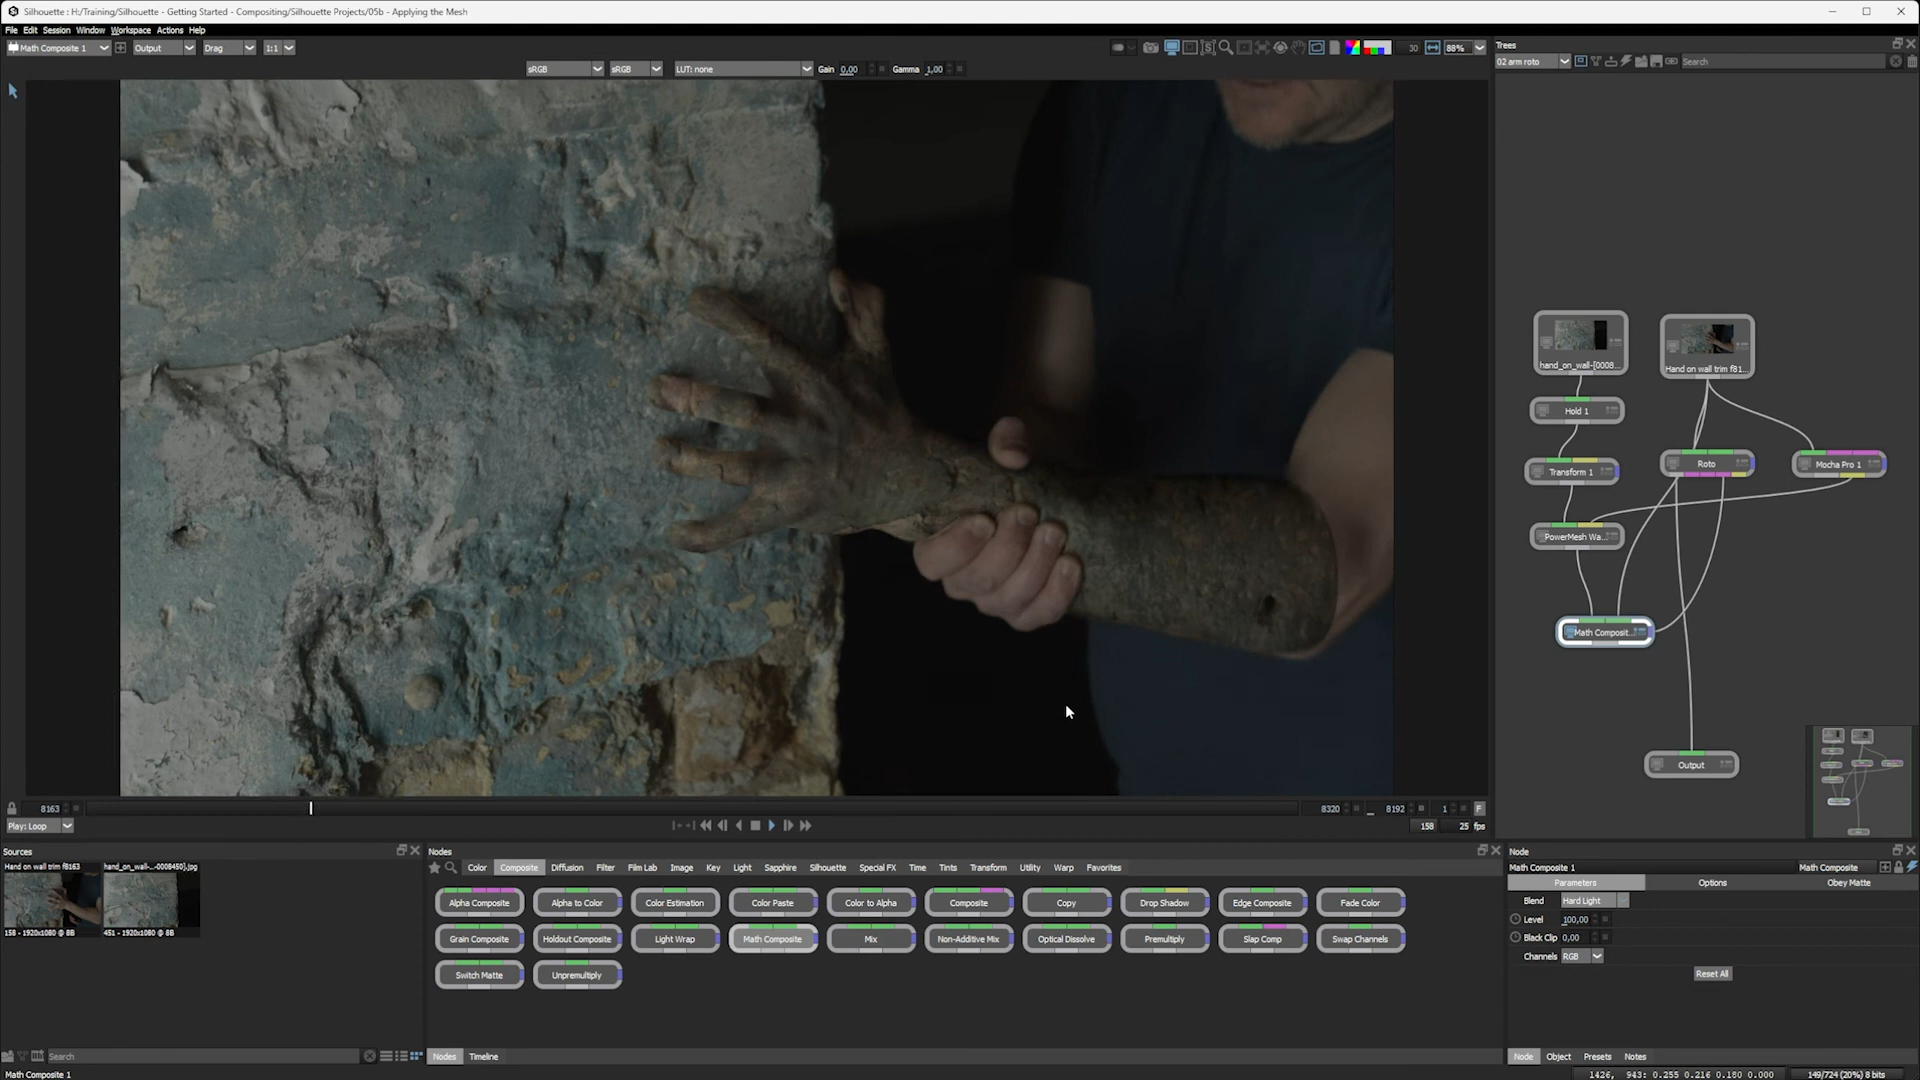 Silhouette : H:/Training/Silhouette - Getting Started - Compositing/Silhouette Projects/05b - Applying the Mesh
File Edit Session Window Workspace Actions Help
Math Composite 1 Output Drag 1:1 30 88%
sRGB sRGB LUT: none Gain 0,00 Gamma 1,00
Trees
02 arm roto Search
hand_on_wall-[0008...
Hand on wall trim f81...
Hold 1
Transform 1
Roto
Mocha Pro 1
PowerMesh Wa...
Math Composit...
Output
8163 8320 8192 1 F
Play: Loop 158 25 fps
Sources
Hand on wall trim f8163 hand_on_wall-...-0008450].jpg
158 - 1920x1080 @ 8B 451 - 1920x1080 @ 8B
Search
Nodes
Color Composite Diffusion Filter Film Lab Image Key Light Sapphire Silhouette Special FX Time Tints Transform Utility Warp Favorites
Alpha Composite Alpha to Color Color Estimation Color Paste Color to Alpha Composite Copy Drop Shadow Edge Composite Fade Color
Grain Composite Holdout Composite Light Wrap Math Composite Mix Non-Additive Mix Optical Dissolve Premultiply Slap Comp Swap Channels
Switch Matte Unpremultiply
Nodes Timeline
Node
Math Composite 1 Math Composite
Parameters Options Obey Matte
Blend Hard Light
Level 100,00
Black Clip 0,00
Channels RGB
Reset All
Node Object Presets Notes
Math Composite 1 1426, 943: 0.255 0.216 0.180 0.000 149/724 (20%) 8 bits